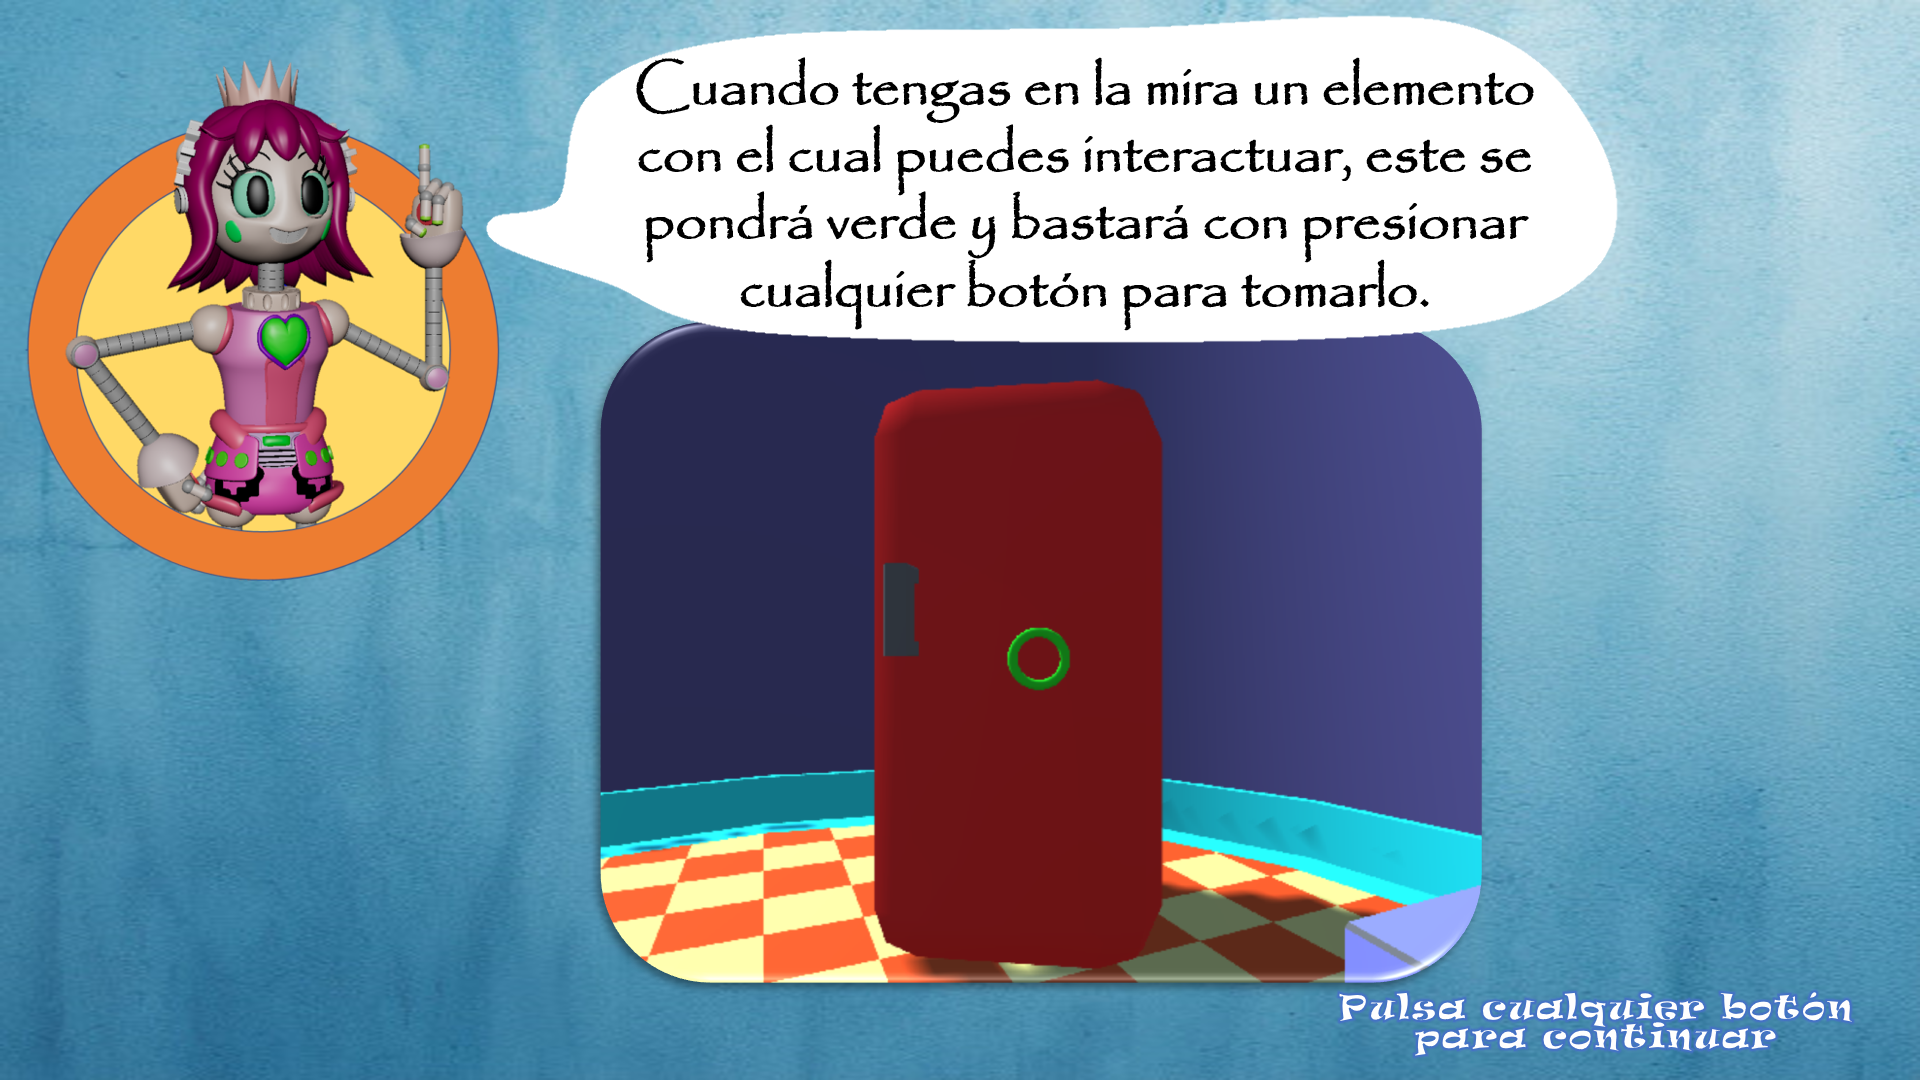 Cuando tengas en la mira un elemento
con el cual puedes interactuar, este se
pondrá verde y bastará con presionar
cualquier botón para tomarlo.
Pulsa cualquier botón
para continuar